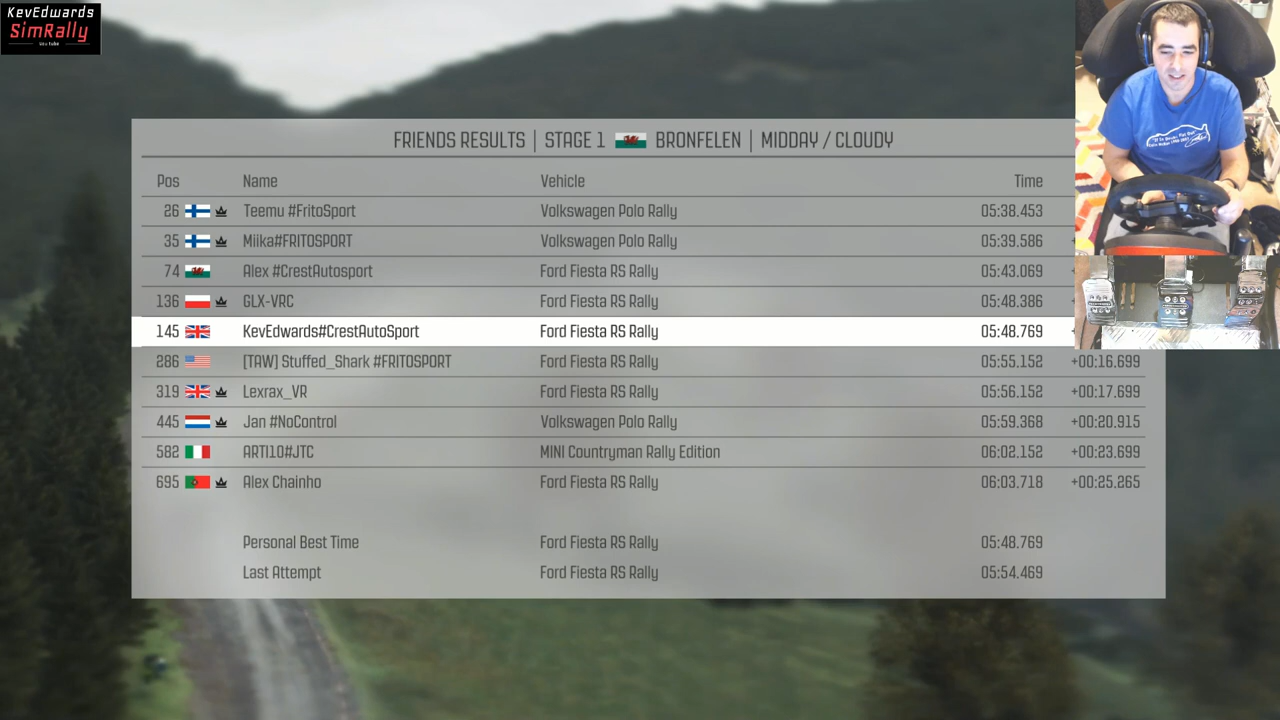 KevEdwards
SimRally
You Tube
FRIENDS RESULTS | STAGE 1 BRONFELEN | MIDDAY / CLOUDY
Pos Name Vehicle Time
26 Teemu #FritoSport Volkswagen Polo Rally 05:38.453
35 Miika#FRITOSPORT Volkswagen Polo Rally 05:39.586
74 Alex #CrestAutosport Ford Fiesta RS Rally 05:43.069
136 GLX-VRC Ford Fiesta RS Rally 05:48.386
145 KevEdwards#CrestAutoSport Ford Fiesta RS Rally 05:48.769
286 [TAW] Stuffed_Shark #FRITOSPORT Ford Fiesta RS Rally 05:55.152 +00:16.699
319 Lexrax_VR Ford Fiesta RS Rally 05:56.152 +00:17.699
445 Jan #NoControl Volkswagen Polo Rally 05:59.368 +00:20.915
582 ARTI10#JTC MINI Countryman Rally Edition 06:02.152 +00:23.699
695 Alex Chainho Ford Fiesta RS Rally 06:03.718 +00:25.265
Personal Best Time Ford Fiesta RS Rally 05:48.769
Last Attempt Ford Fiesta RS Rally 05:54.469